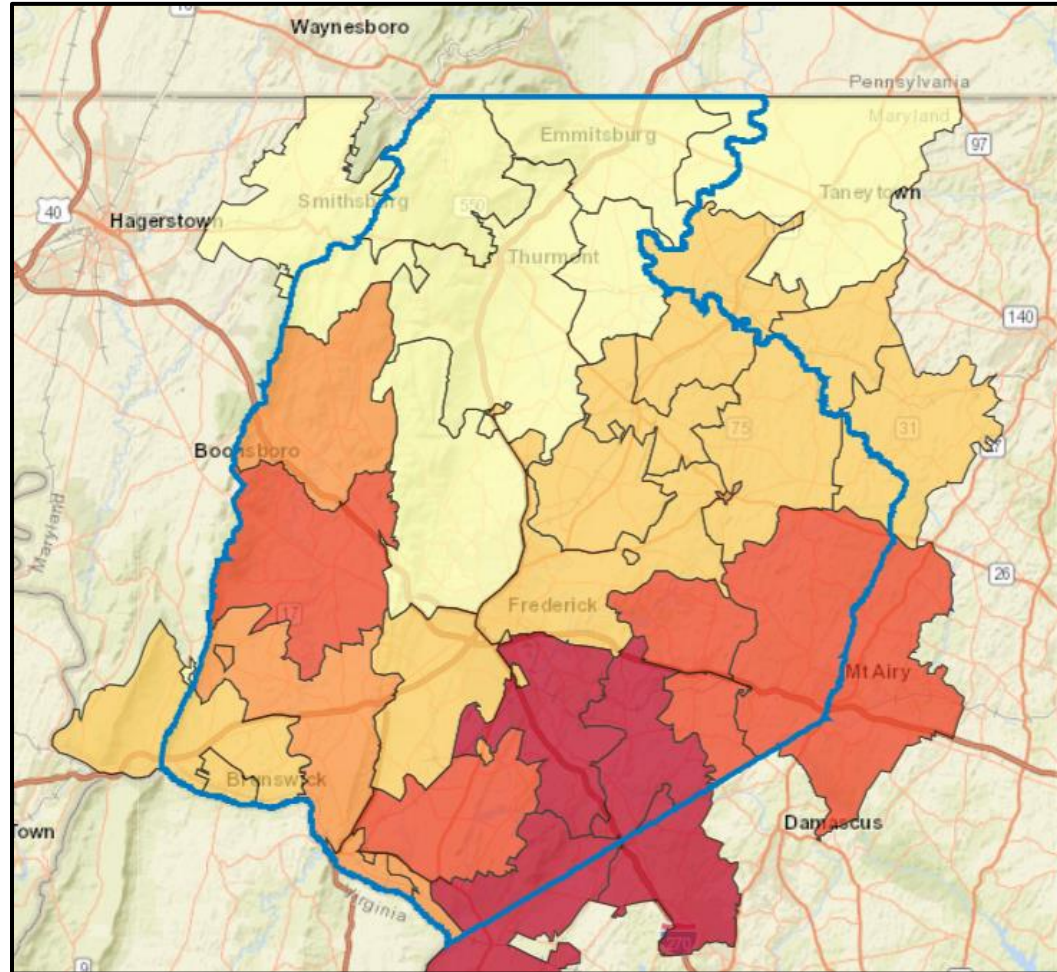 Waynesboro
Pennsylvania
Maryland
Emmitsburg
97
Taneytown
40
Hagerstown
Smithsburg
550
Thurmont
140
Boonsboro
75
31
Maryland
26
17
Frederick
Mt Airy
Brunswick
Town
Damascus
Virginia
270
9